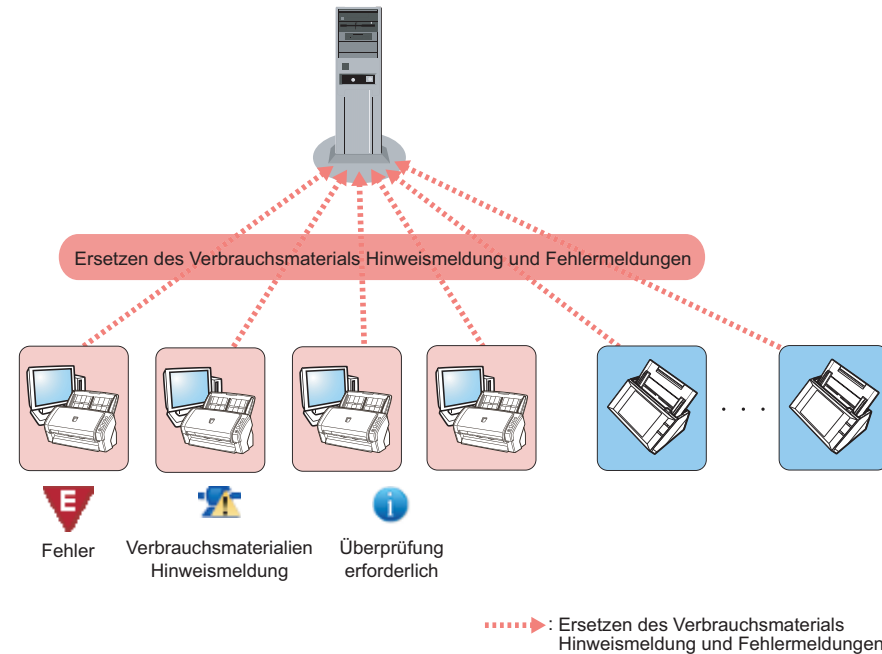 Ersetzen des Verbrauchsmaterials Hinweismeldung und Fehlermeldungen
. . .
E
i
Fehler
Verbrauchsmaterialien
Hinweismeldung
Überprüfung
erforderlich
: Ersetzen des Verbrauchsmaterials
Hinweismeldung und Fehlermeldungen